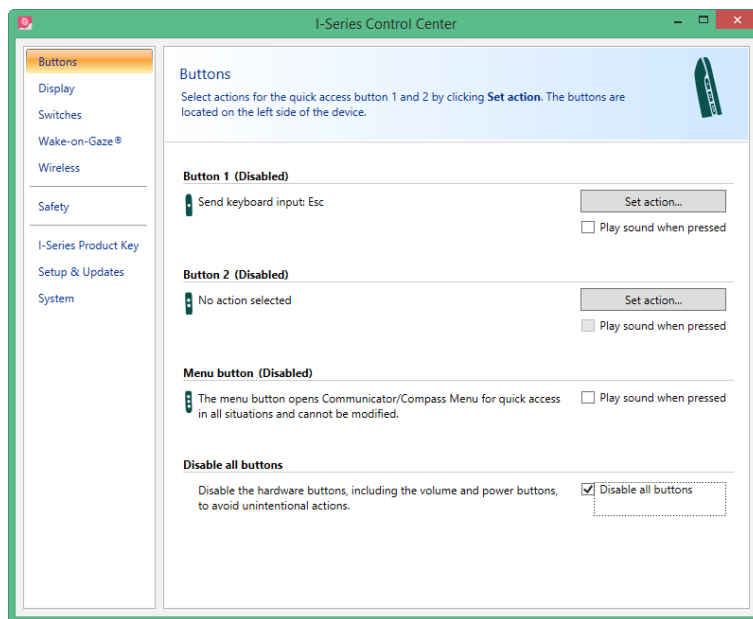 I-Series Control Center
Buttons
Display
Switches
Wake-on-Gaze®
Wireless
Safety
I-Series Product Key
Setup & Updates
System
Buttons
Select actions for the quick access button 1 and 2 by clicking Set action. The buttons are
located on the left side of the device.
Button 1 (Disabled)
Send keyboard input: Esc
Set action...
Play sound when pressed
Button 2 (Disabled)
No action selected
Set action...
Play sound when pressed
Menu button (Disabled)
The menu button opens Communicator/Compass Menu for quick access
in all situations and cannot be modified.
Play sound when pressed
Disable all buttons
Disable the hardware buttons, including the volume and power buttons,
to avoid unintentional actions.
Disable all buttons